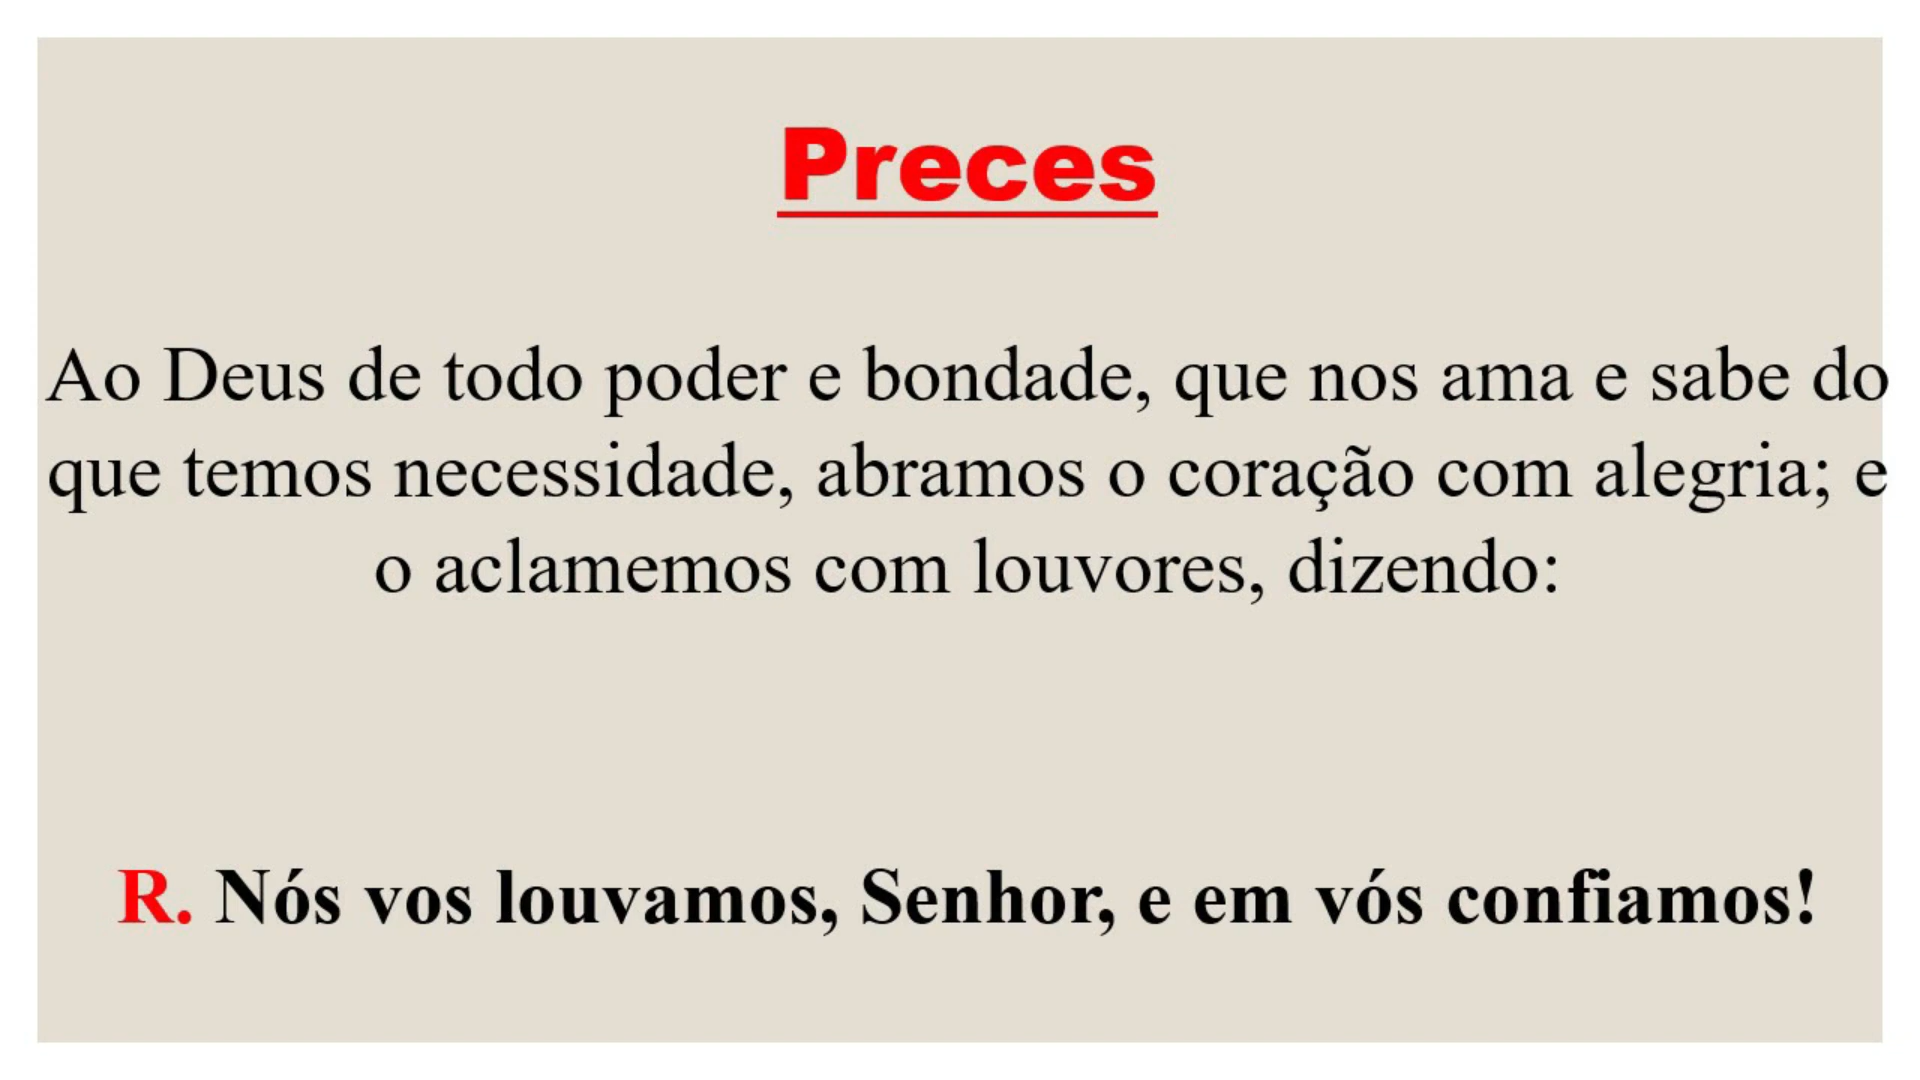 Preces
Ao Deus de todo poder e bondade, que nos ama e sabe do
que temos necessidade, abramos o coração com alegria; e
o aclamemos com louvores, dizendo:
R. Nós vos louvamos, Senhor, e em vós confiamos!